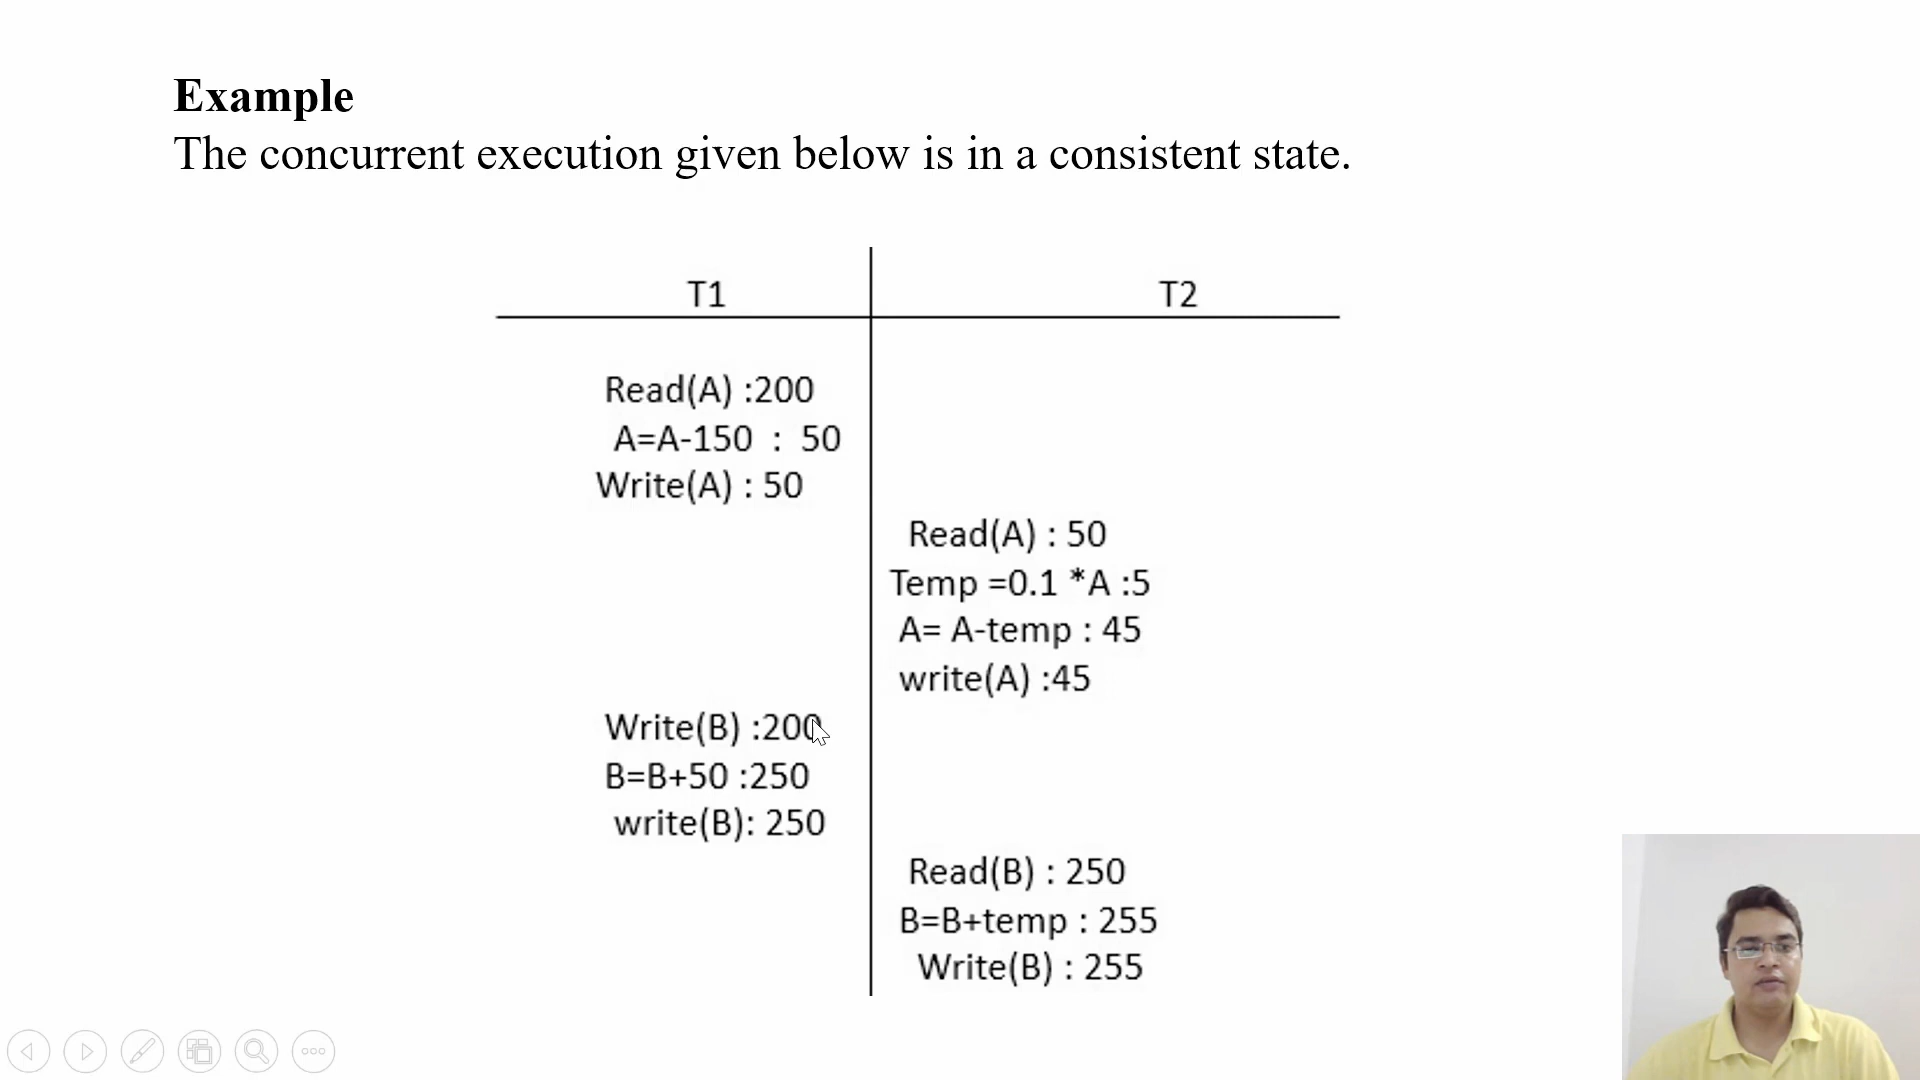 Example
The concurrent execution given below is in a consistent state.
T1 T2
Read(A) :200
A=A-150 : 50
Write(A) : 50
Read(A) : 50
Temp =0.1 *A :5
A= A-temp : 45
write(A) :45
Write(B) :200
B=B+50 :250
write(B): 250
Read(B) : 250
B=B+temp : 255
Write(B) : 255